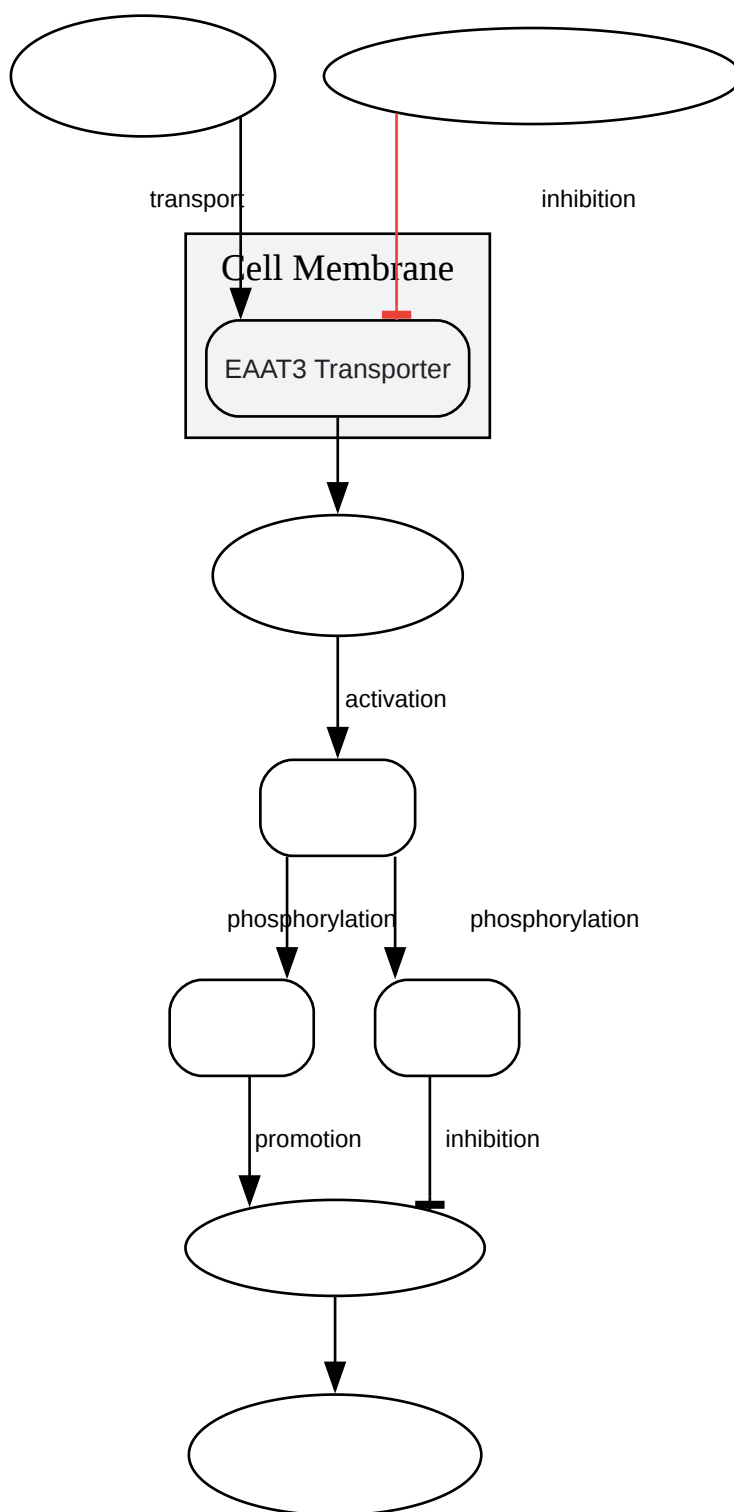 transport
inhibition
Cell Membrane
EAAT3 Transporter
activation
phosphorylation
phosphorylation
promotion
inhibition